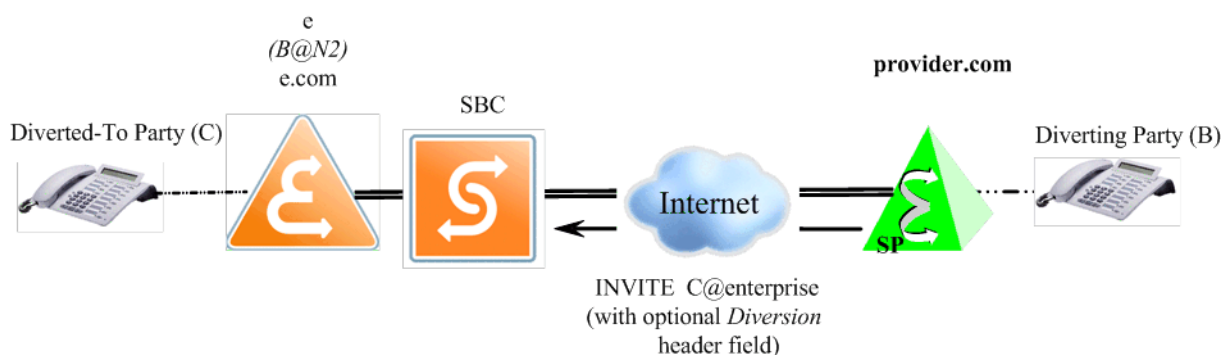 e
(B@N2)
e.com
provider.com
SBC
Diverted-To Party (C)
Diverting Party (B)
Internet
SP
INVITE C@enterprise
(with optional Diversion
header field)